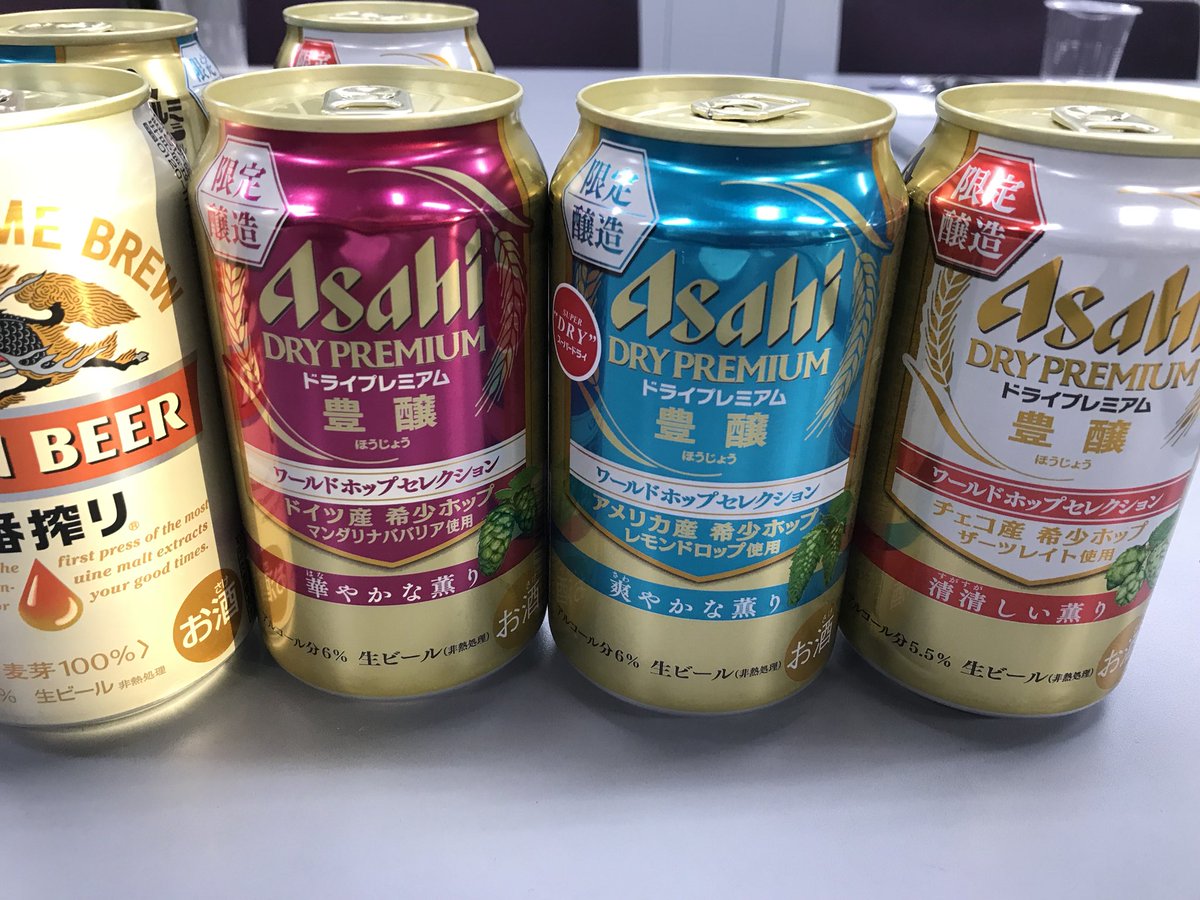 ME BREW
BEER
番搾り®
first press of the most
uine malt extracts
your good times.
お酒
麦芽100%〉
生ビール 非熱処理
限定
醸造
Asahi
DRY PREMIUM
ドライプレミアム
豊醸
ほうじょう
ワールドホップセレクション
ドイツ産 希少ホップ
マンダリナババリア使用
華やかな薫り
はな
アルコール分6% 生ビール(非熱処理)
お酒
限定
醸造
SUPER
"DRY"
スーパードライ
Asahi
DRY PREMIUM
ドライプレミアム
豊醸
ほうじょう
ワールドホップセレクション
アメリカ産 希少ホップ
レモンドロップ使用
さわ
爽やかな薫り
アルコール分6% 生ビール(非熱処理)
お酒
限定
醸造
Asahi
DRY PREMIUM
ドライプレミアム
豊醸
ほうじょう
ワールドホップセレクション
チェコ産 希少ホップ
ザーツレイト使用
すがすが
清清しい薫り
アルコール分5.5% 生ビール(非熱処理)
お酒